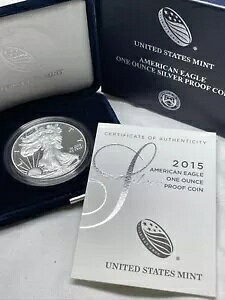 UNITED STATES MINT
AMERICAN EAGLE
ONE OUNCE SILVER PROOF COIN
CERTIFICATE OF AUTHENTICITY
2015
AMERICAN EAGLE
ONE OUNCE
PROOF COIN
UNITED STATES MINT